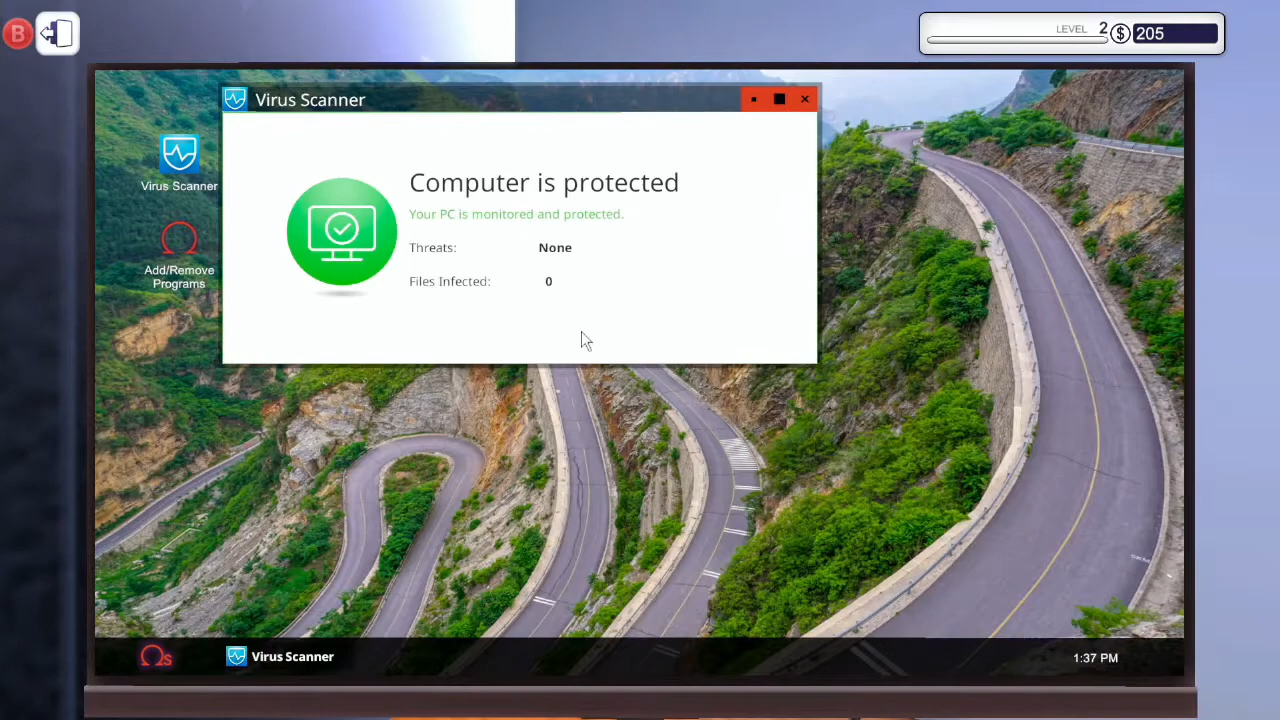 B
LEVEL 2
$ 205
Virus Scanner
Virus Scanner
Add/Remove
Programs
Computer is protected
Your PC is monitored and protected.
Threats: None
Files Infected: 0
Ωs
Virus Scanner
1:37 PM